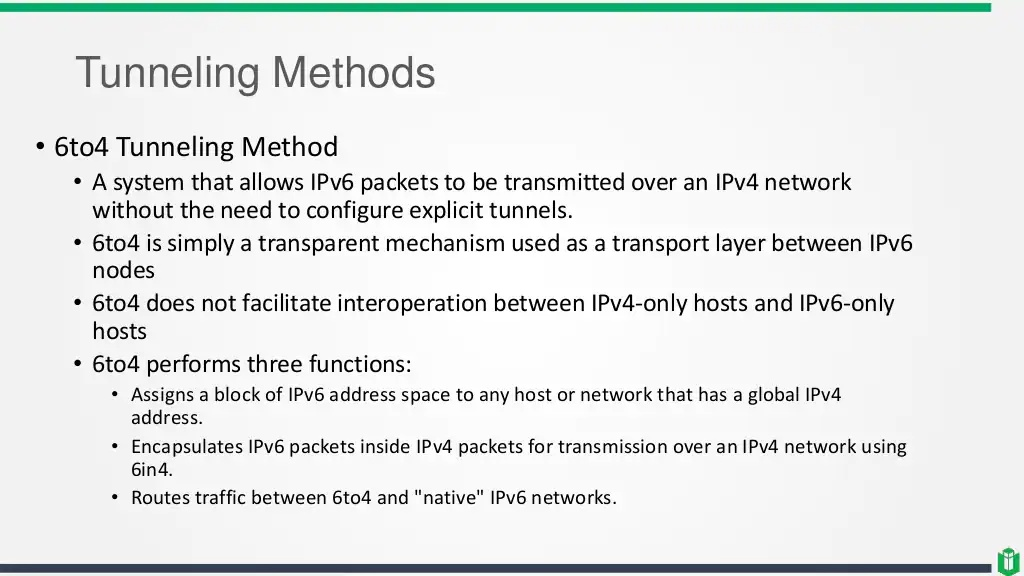 Tunneling Methods
• 6to4 Tunneling Method
• A system that allows IPv6 packets to be transmitted over an IPv4 network
without the need to configure explicit tunnels.
• 6to4 is simply a transparent mechanism used as a transport layer between IPv6
nodes
• 6to4 does not facilitate interoperation between IPv4-only hosts and IPv6-only
hosts
• 6to4 performs three functions:
• Assigns a block of IPv6 address space to any host or network that has a global IPv4
address.
• Encapsulates IPv6 packets inside IPv4 packets for transmission over an IPv4 network using
6in4.
• Routes traffic between 6to4 and "native" IPv6 networks.